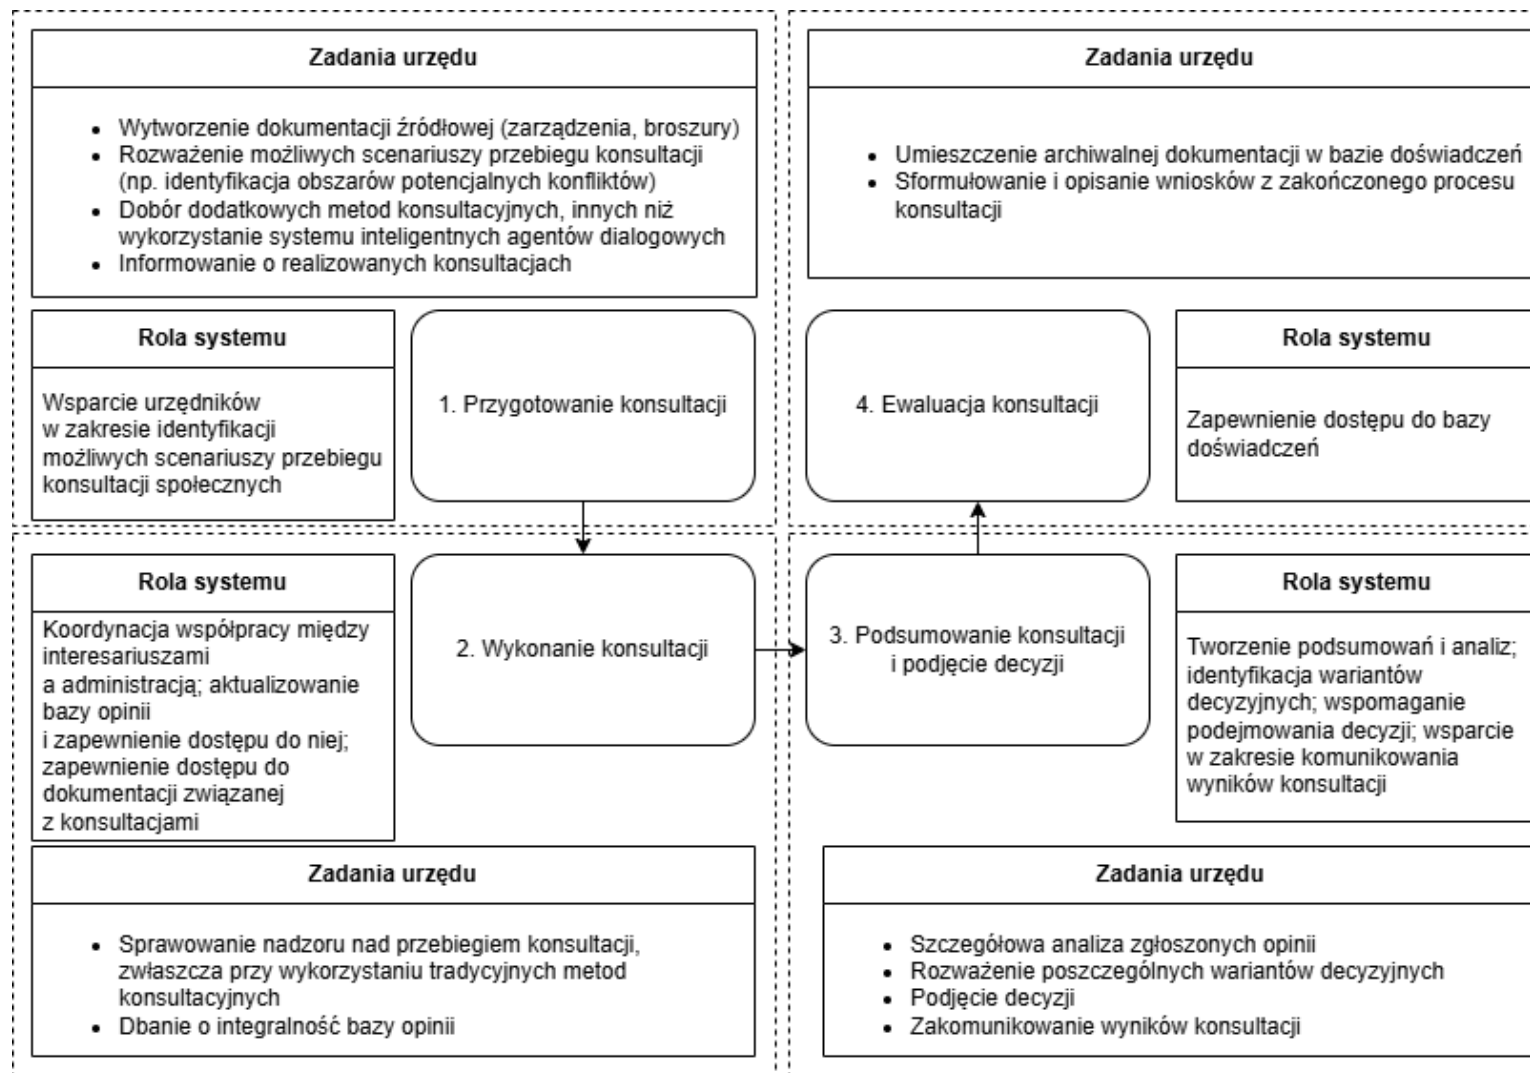 Zadania urzędu
• Wytworzenie dokumentacji źródłowej (zarządzenia, broszury)
• Rozważenie możliwych scenariuszy przebiegu konsultacji
(np. identyfikacja obszarów potencjalnych konfliktów)
• Dobór dodatkowych metod konsultacyjnych, innych niż
wykorzystanie systemu inteligentnych agentów dialogowych
• Informowanie o realizowanych konsultacjach
Rola systemu
Wsparcie urzędników
w zakresie identyfikacji
możliwych scenariuszy przebiegu
konsultacji społecznych
1. Przygotowanie konsultacji
Zadania urzędu
• Umieszczenie archiwalnej dokumentacji w bazie doświadczeń
• Sformułowanie i opisanie wniosków z zakończonego procesu
konsultacji
4. Ewaluacja konsultacji
Rola systemu
Zapewnienie dostępu do bazy
doświadczeń
Rola systemu
Koordynacja współpracy między
interesariuszami
a administracją; aktualizowanie
bazy opinii
i zapewnienie dostępu do niej;
zapewnienie dostępu do
dokumentacji związanej
z konsultacjami
2. Wykonanie konsultacji
Zadania urzędu
• Sprawowanie nadzoru nad przebiegiem konsultacji,
zwłaszcza przy wykorzystaniu tradycyjnych metod
konsultacyjnych
• Dbanie o integralność bazy opinii
3. Podsumowanie konsultacji
i podjęcie decyzji
Rola systemu
Tworzenie podsumowań i analiz;
identyfikacja wariantów
decyzyjnych; wspomaganie
podejmowania decyzji; wsparcie
w zakresie komunikowania
wyników konsultacji
Zadania urzędu
• Szczegółowa analiza zgłoszonych opinii
• Rozważenie poszczególnych wariantów decyzyjnych
• Podjęcie decyzji
• Zakomunikowanie wyników konsultacji